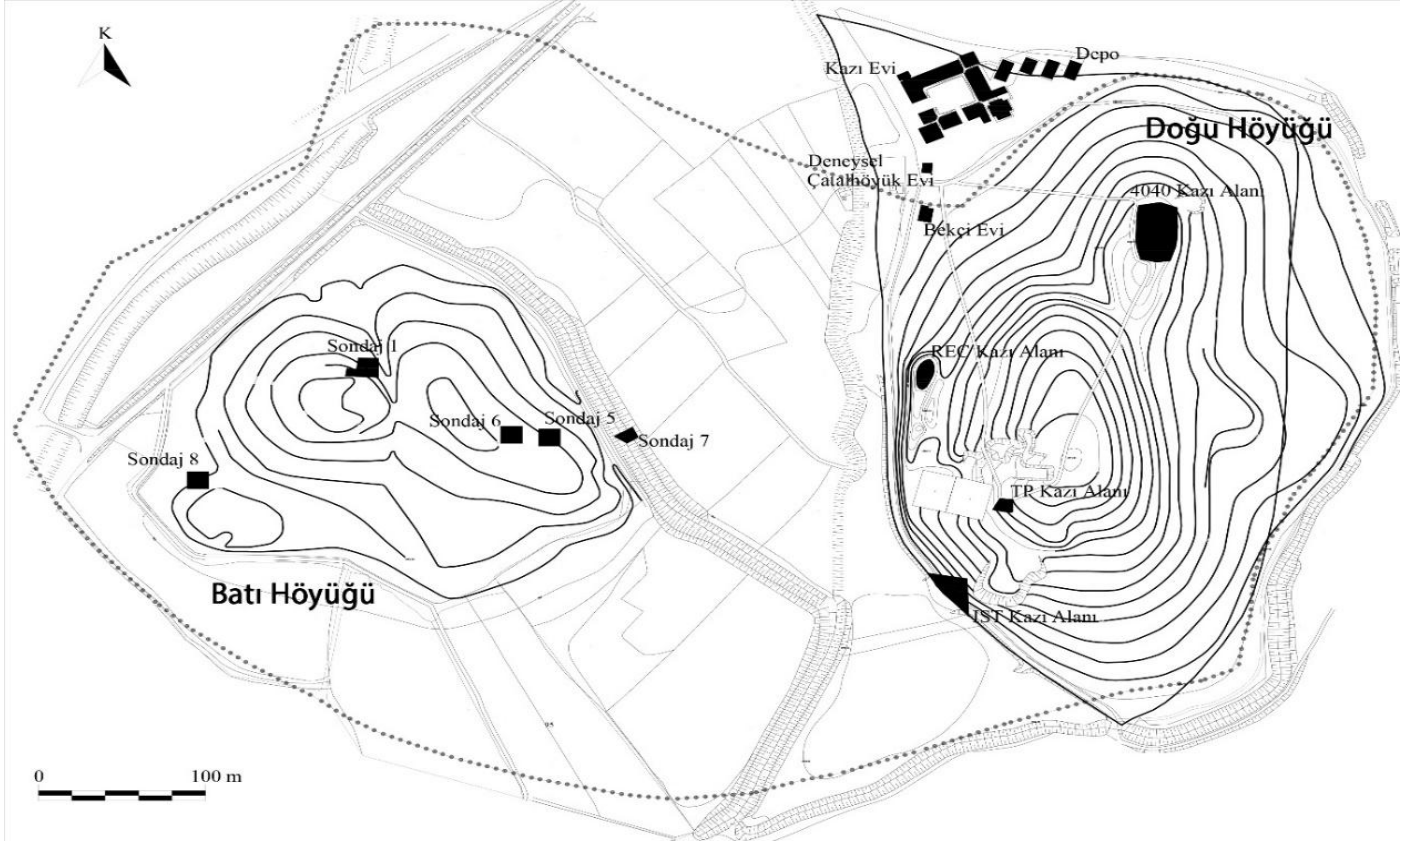 K
Kazı Evi
Depo
Doğu Höyüğü
Deneysel
Çatalhöyük Evi
4040 Kazı Alanı
Bekçi Evi
Sondaj 1
REC Kazı Alanı
Sondaj 6
Sondaj 5
Sondaj 7
Sondaj 8
TP Kazı Alanı
Batı Höyüğü
IST Kazı Alanı
0
100 m